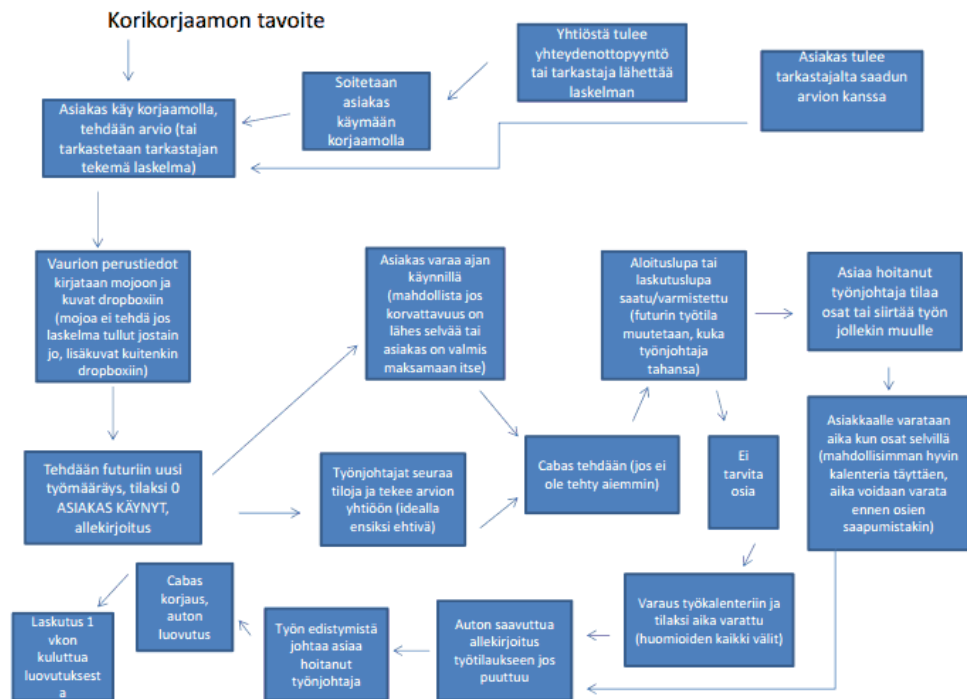 Korikorjaamon tavoite
Yhtiöstä tulee
yhteydenottopyyntö
tai tarkastaja lähettää
laskelman
Asiakas tulee
tarkastajalta saadun
arvion kanssa
Soitetaan
asiakas
käymään
korjaamolla
Asiakas käy korjaamolla,
tehdään arvio (tai
tarkastetaan tarkastajan
tekemä laskelma)
Vaurion perustiedot
kirjataan mojoon ja
kuvat dropboxiin
(mojoa ei tehdä jos
laskelma tullut jostain
jo, lisäkuvat kuitenkin
dropboxiin)
Asiakas varaa ajan
käynnillä
(mahdollista jos
korvattavuus on
lähes selvää tai
asiakas on valmis
maksamaan itse)
Aloituslupa tai
laskutuslupa
saatu/varmistettu
(futurin työtila
muutetaan, kuka
työnjohtaja
tahansa)
Asiaa hoitanut
työnjohtaja tilaa
osat tai siirtää työn
jollekin muulle
Tehdään futuriin uusi
työmääräys, tilaksi 0
ASIAKAS KÄYNYT,
allekirjoitus
Työnjohtajat seuraa
tiloja ja tekee arvion
yhtiöön (idealla
ensiksi ehtivä)
Cabas tehdään (jos ei
ole tehty aiemmin)
Ei
tarvita
osia
Asiakkaalle varataan
aika kun osat selvillä
(mahdollisimman hyvin
kalenteria täyttäen,
aika voidaan varata
ennen osien
saapumistakin)
Laskutus 1
vkon
kuluttua
luovutuksest
a
Cabas
korjaus,
auton
luovutus
Työn edistymistä
johtaa asiaa
hoitanut
työnjohtaja
Auton saavuttua
allekirjoitus
työtilaukseen jos
puuttuu
Varaus työkalenteriin ja
tilaksi aika varattu
(huomioiden kaikki välit)